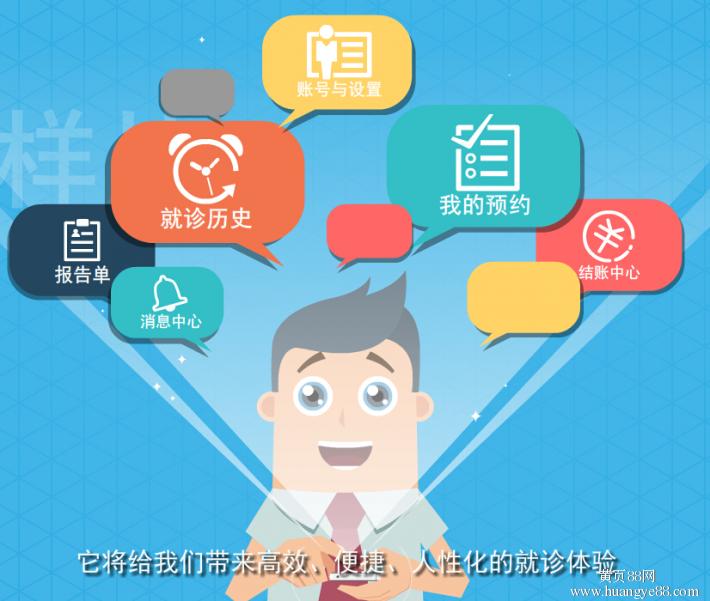 账号与设置
样
就诊历史
我的预约
报告单
结账中心
消息中心
它将给我们带来高效、便捷、人性化的就诊体验
黄页88网
www.huangye88.com